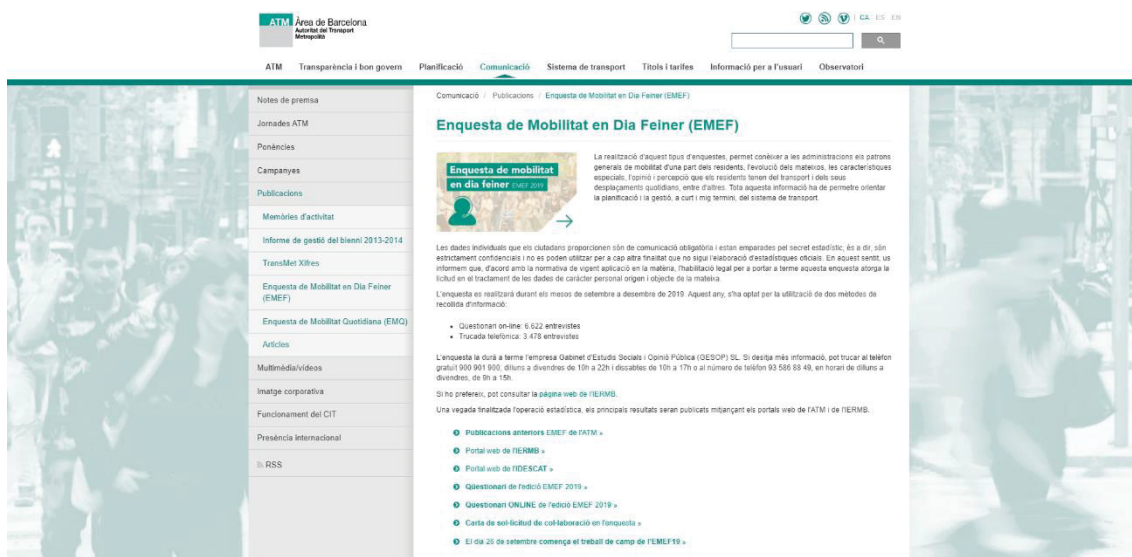 ATM Àrea de Barcelona
Autoritat del Transport
Metropolità
CA ES EN
ATM Transparència i bon govern Planificació Comunicació Sistema de transport Títols i tarifes Informació per a l'usuari Observatori
Notes de premsa
Jornades ATM
Ponències
Campanyes
Publicacions
Memòries d'activitat
Informe de gestió del bienni 2013-2014
TransMet Xifres
Enquesta de Mobilitat en Dia Feiner
(EMEF)
Enquesta de Mobilitat Quotidiana (EMQ)
Articles
Multimèdia/vídeos
Imatge corporativa
Funcionament del CIT
Presència internacional
RSS
Comunicació / Publicacions / Enquesta de Mobilitat en Dia Feiner (EMEF)
Enquesta de Mobilitat en Dia Feiner (EMEF)
Enquesta de mobilitat
en dia feiner EMEF 2019
La realització d'aquest tipus d'enquestes, permet conèixer a les administracions els patrons
generals de mobilitat d'una part dels residents, l'evolució dels mateixos, les característiques
especials, l'opinió i percepció que els residents tenen del transport i dels seus
desplaçaments quotidians, entre d'altres. Tota aquesta informació ha de permetre orientar
la planificació i la gestió, a curt i mig termini, del sistema de transport.
Les dades individuals que els ciutadans proporcionen són de comunicació obligatòria i estan emparades pel secret estadístic, és a dir, són
estrictament confidencials i no es poden utilitzar per a cap altra finalitat que no sigui l'elaboració d'estadístiques oficials. En aquest sentit, us
informem que, d'acord amb la normativa de vigent aplicació en la matèria, l'habilitació legal per a portar a terme aquesta enquesta atorga la
licitud en el tractament de les dades de caràcter personal origen i objecte de la mateixa.
L'enquesta es realitzarà durant els mesos de setembre a desembre de 2019. Aquest any, s'ha optat per la utilització de dos mètodes de
recollida d'informació:
Questionari on-line: 6.622 entrevistes
Trucada telefònica: 3.478 entrevistes
L'enquesta la durà a terme l'empresa Gabinet d'Estudis Socials i Opinió Pública (GESOP) SL. Si desitja més informació, pot trucar al telèfon
gratuït 900 901 900, dilluns a divendres de 10h a 22h i dissabtes de 10h a 17h o al número de telèfon 93 586 88 49, en horari de dilluns a
divendres, de 9h a 15h.
Si ho prefereix, pot consultar la pàgina web de l'IERMB.
Una vegada finalitzada l'operació estadística, els principals resultats seran publicats mitjançant els portals web de l'ATM i de l'IERMB.
Publicacions anteriors EMEF de l'ATM »
Portal web de l'IERMB »
Portal web de l'IDESCAT »
Qüestionari de l'edició EMEF 2019 »
Qüestionari ONLINE de l'edició EMEF 2019 »
Carta de sol·licitud de col·laboració en l'enquesta »
El dia 26 de setembre comença el treball de camp de l'EMEF19 »